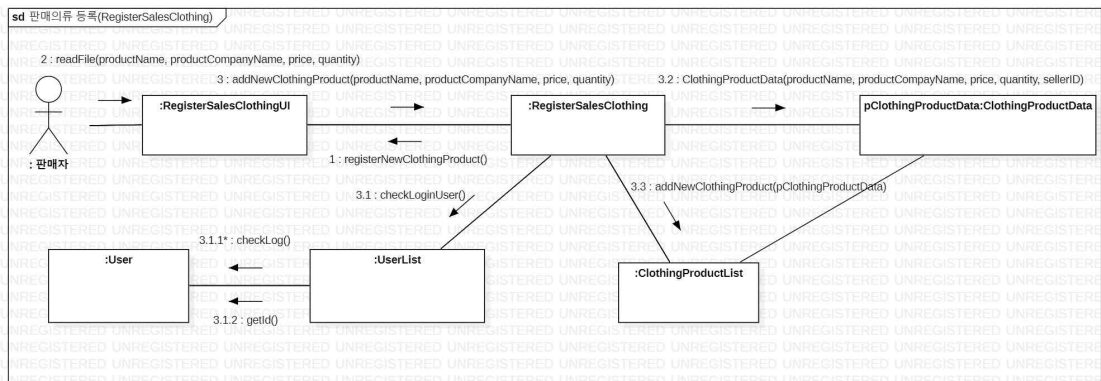 sd 판매의류 등록(RegisterSalesClothing)
2 : readFile(productName, productCompanyName, price, quantity)
3 : addNewClothingProduct(productName, productCompanyName, price, quantity)
3.2 : ClothingProductData(productName, productCompayName, price, quantity, sellerID)
:RegisterSalesClothingUI
:RegisterSalesClothing
pClothingProductData:ClothingProductData
: 판매자
1 : registerNewClothingProduct()
3.1 : checkLoginUser()
3.3 : addNewClothingProduct(pClothingProductData)
3.1.1* : checkLog()
:User
:UserList
:ClothingProductList
3.1.2 : getId()
UNREGISTERED